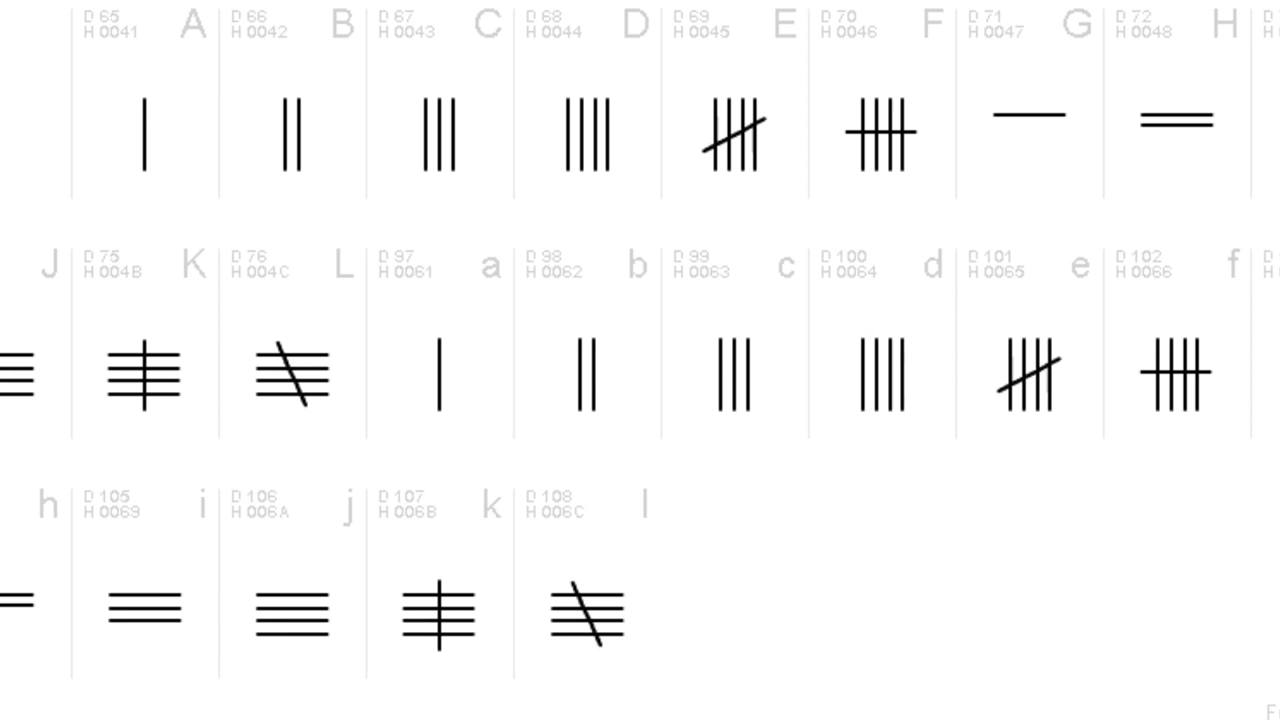 D 65 H 0041 A D 66 H 0042 B D 67 H 0043 C D 68 H 0044 D D 69 H 0045 E D 70 H 0046 F D 71 H 0047 G D 72 H 0048 H
J D 75 H 004B K D 76 H 004C L D 97 H 0061 a D 98 H 0062 b D 99 H 0063 c D 100 H 0064 d D 101 H 0065 e D 102 H 0066 f
h D 105 H 0069 i D 106 H 006A j D 107 H 006B k D 108 H 006C l